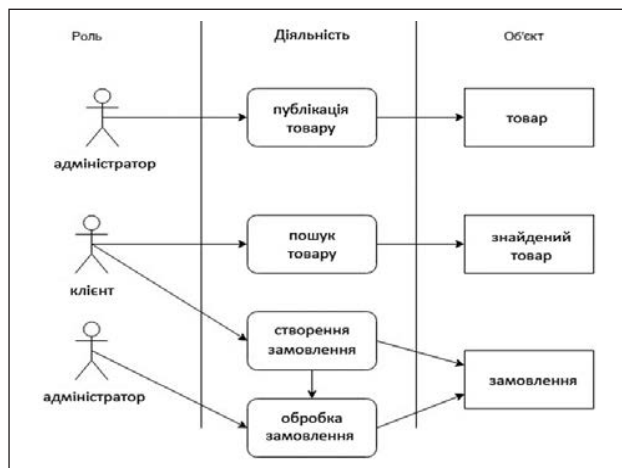 Роль
Діяльність
Об'єкт
публікація
товару
товар
адміністратор
пошук
товару
знайдений
товар
клієнт
створення
замовлення
замовлення
адміністратор
обробка
замовлення